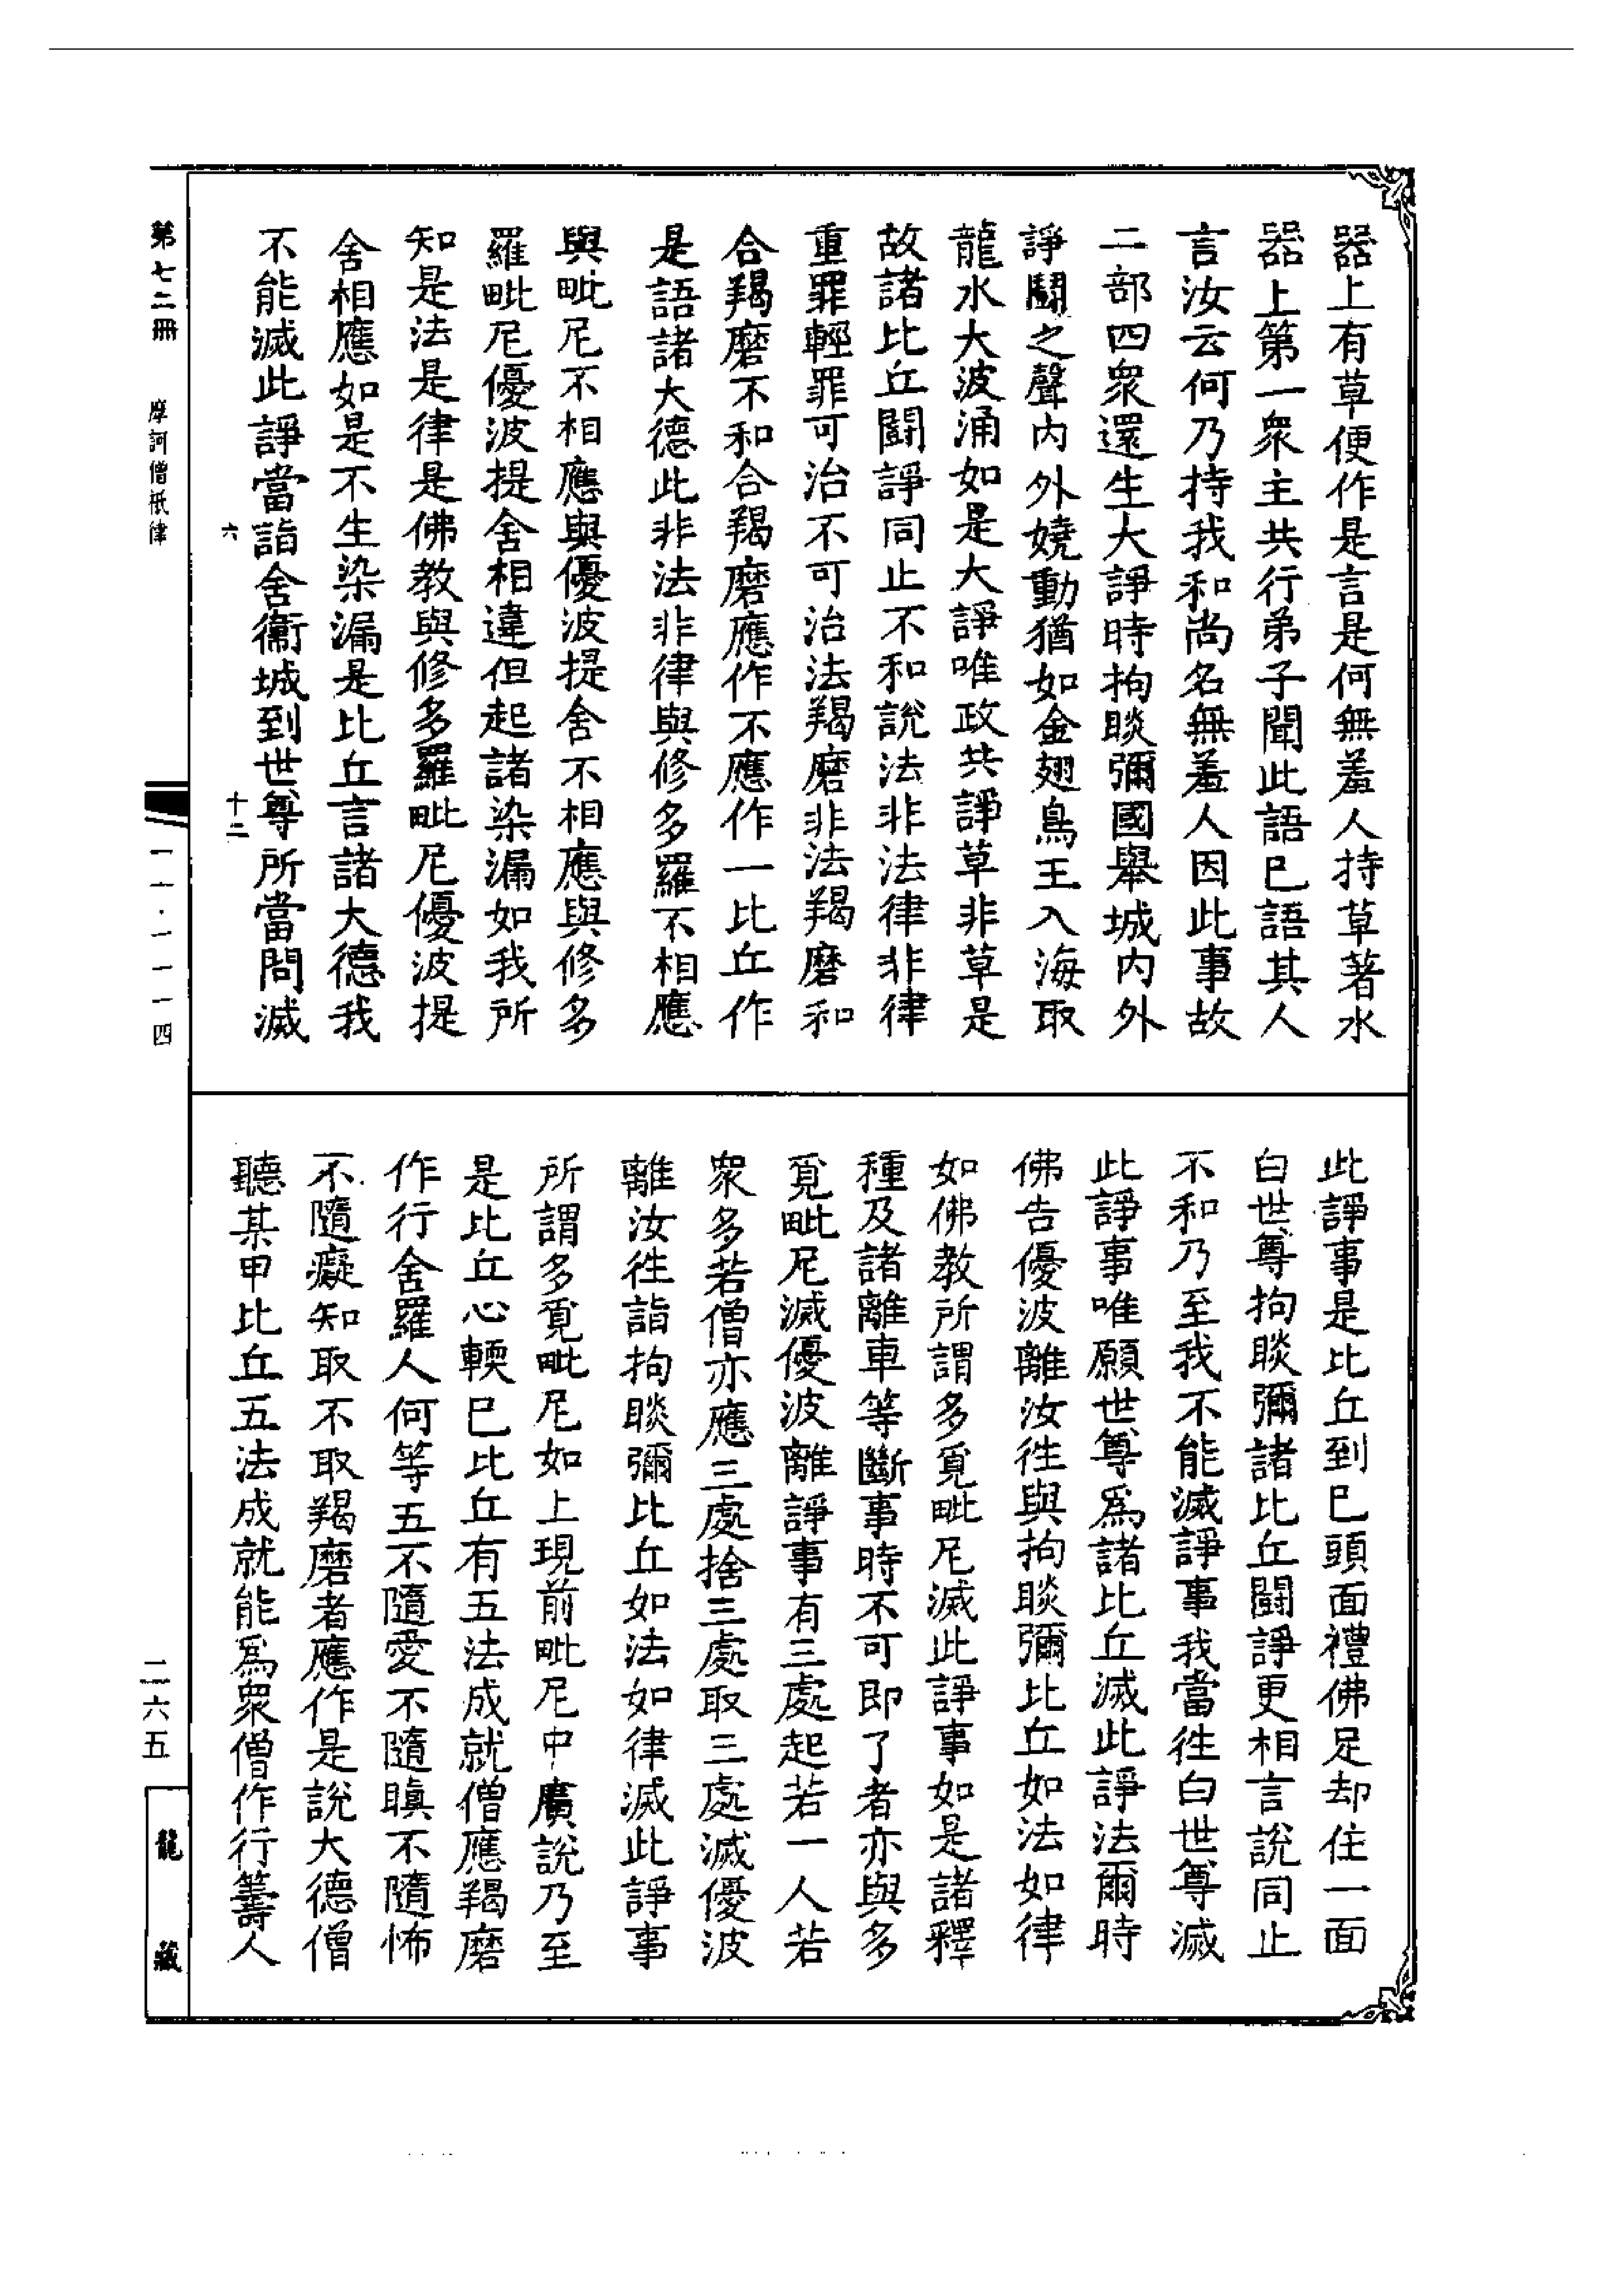 器上有草便作是言是何無羞人持草著水
器上第一衆主共行弟子聞此語已語其人
言汝云何乃持我和尚名無羞人因此事故
二部四衆還生大諍時拘睒彌國舉城內外
諍鬬之聲內外嬈動猶如金翅鳥王入海取
龍水大波涌如是大諍唯政共諍草非草是
故諸比丘鬬諍同止不和說法非法律非律
重罪輕罪可治不可治法羯磨非法羯磨和
合羯磨不和合羯磨應作不應作一比丘作
是語諸大德此非法非律與修多羅不相應
與毗尼不相應與優波提舍不相應與修多
羅毗尼優波提舍相違但起諸染漏如我所
知是法是律是佛教與修多羅毗尼優波提
舍相應如是不生染漏是比丘言諸大德我
不能滅此諍當詣舍衞城到世尊所當問滅
此諍事是比丘到已頭面禮佛足却住一面
白世尊拘睒彌諸比丘鬬諍更相言說同止
不和乃至我不能滅諍事我當往白世尊滅
此諍事唯願世尊爲諸比丘滅此諍法爾時
佛告優波離汝往與拘睒彌比丘如法如律
如佛教所謂多覓毗尼滅此諍事如是諸釋
種及諸離車等斷事時不可即了者亦與多
覓毗尼滅優波離諍事有三處起若一人若
衆多若僧亦應三處捨三處取三處滅優波
離汝往詣拘睒彌比丘如法如律滅此諍事
所謂多覓毗尼如上現前毗尼中廣說乃至
是比丘心輭已比丘有五法成就僧應羯磨
作行舍羅人何等五不隨愛不隨瞋不隨怖
不隨癡知取不取羯磨者應作是說大德僧
聽某甲比丘五法成就能爲衆僧作行籌人
六
十二
第七二冊
摩訶僧祇律
一一·一一一四
二六五
龍藏